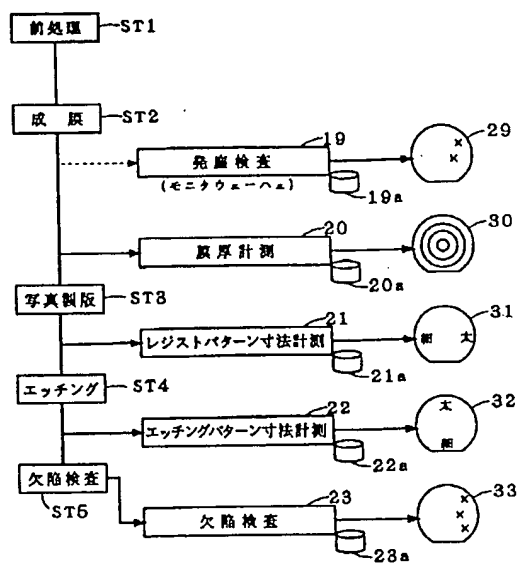 前処理 ST1
成膜 ST2
19
発塵検査
(モニタウェーハ)
19a
29
20
膜厚計測
20a
30
写真製版 ST3
21
レジストパターン寸法計測
21a
細 太
31
エッチング ST4
22
エッチングパターン寸法計測
22a
太
細
32
欠陥検査
ST5
23
欠陥検査
23a
33